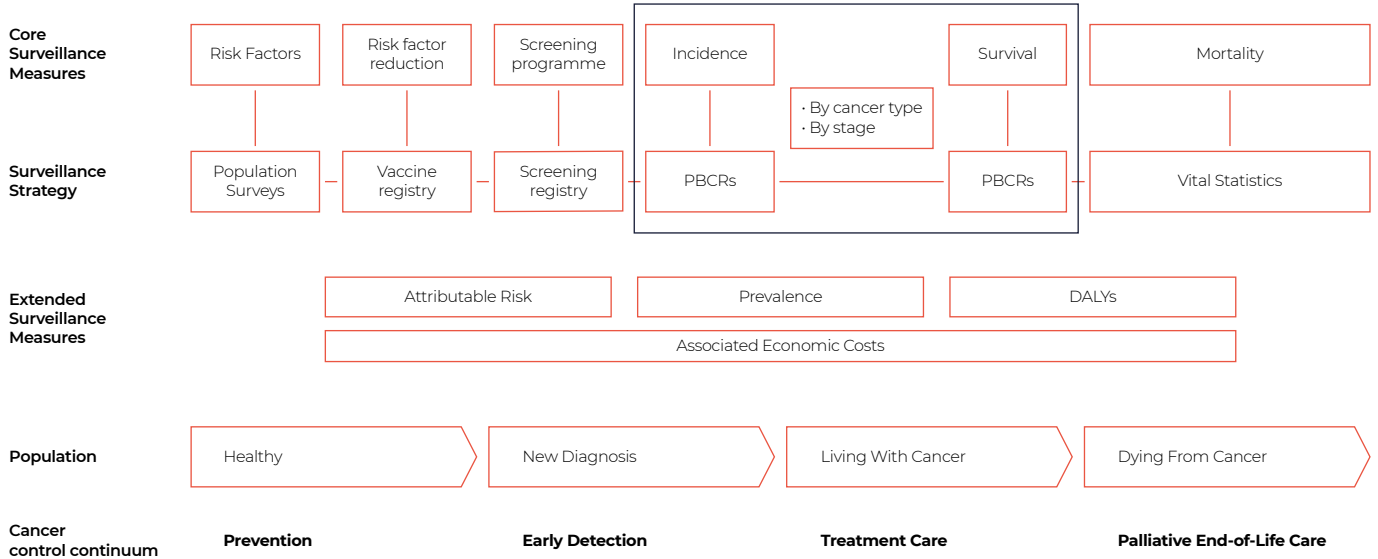 Core
Surveillance
Measures
Risk Factors
Risk factor
reduction
Screening
programme
Incidence
Survival
Mortality
· By cancer type
· By stage
Surveillance
Strategy
Population
Surveys
Vaccine
registry
Screening
registry
PBCRs
PBCRs
Vital Statistics
Extended
Surveillance
Measures
Attributable Risk
Prevalence
DALYs
Associated Economic Costs
Population
Healthy
New Diagnosis
Living With Cancer
Dying From Cancer
Cancer
control continuum
Prevention
Early Detection
Treatment Care
Palliative End-of-Life Care